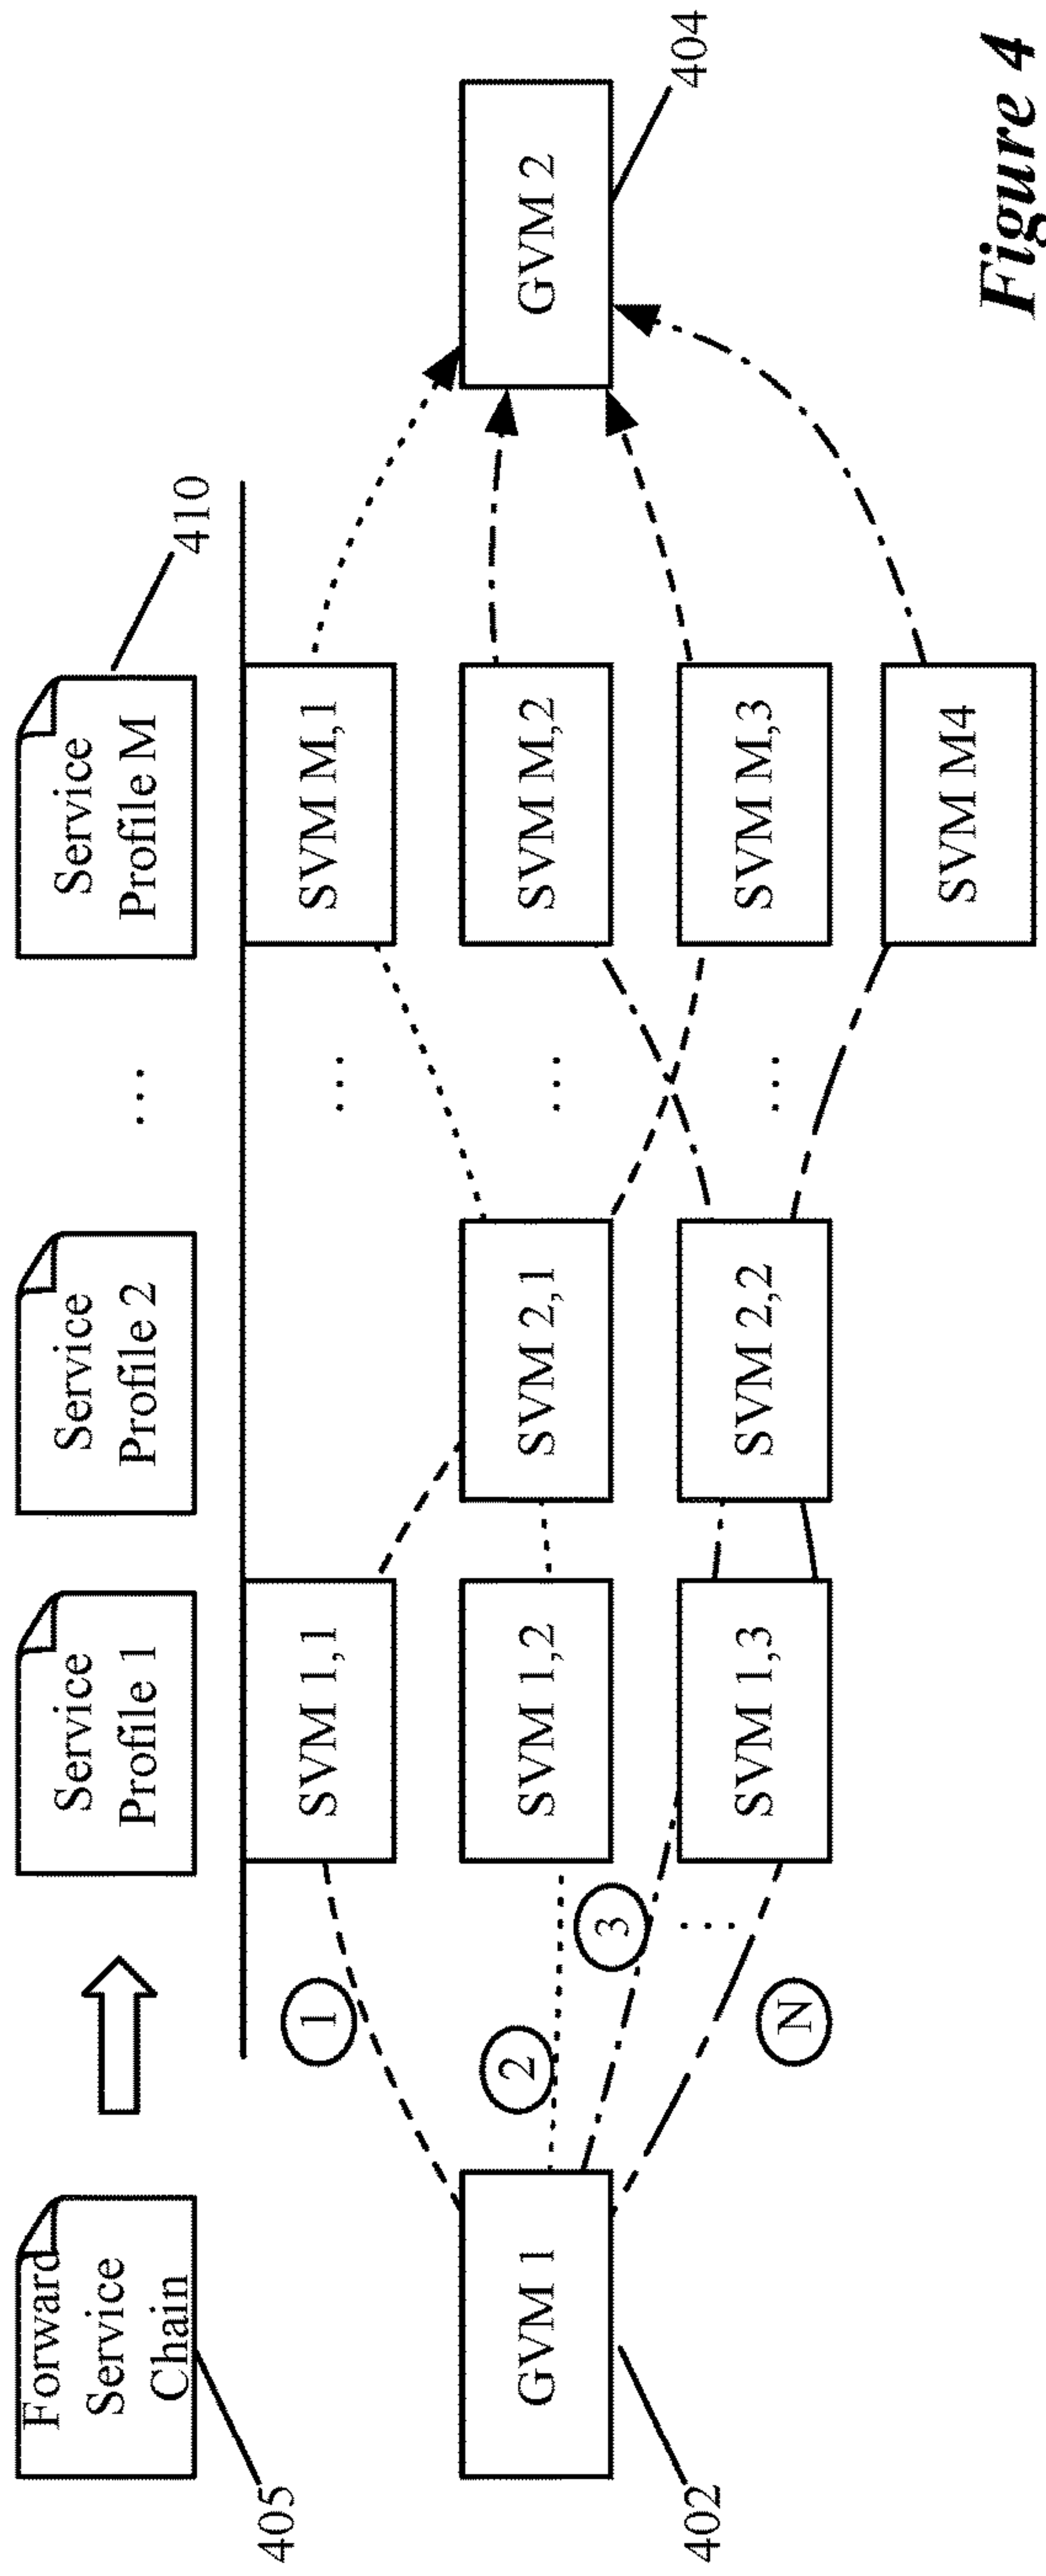 Forward
Service
Chain
405
Service
Profile 1
Service
Profile 2
...
Service
Profile M
410
SVM 1,1
...
SVM M,1
1
GVM 1
402
2
SVM 1,2
SVM 2,1
...
SVM M,2
GVM 2
404
3
...
SVM 1,3
SVM 2,2
...
SVM M,3
N
SVM M4
Figure 4